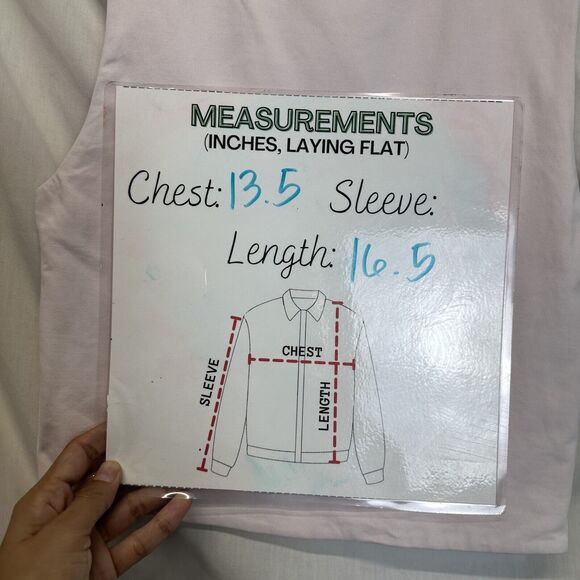 MEASUREMENTS
(INCHES, LAYING FLAT)
Chest: 13.5 Sleeve:
Length: 16.5
CHEST
SLEEVE
LENGTH